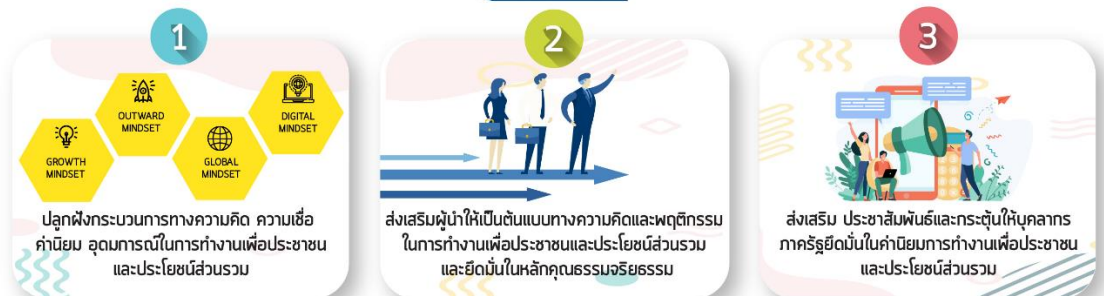 1
GROWTH
MINDSET
OUTWARD
MINDSET
GLOBAL
MINDSET
DIGITAL
MINDSET
ปลูกฝังกระบวนการทางความคิด ความเชื่อ
ค่านิยม อุดมการณ์ในการทำงานเพื่อประชาชน
และประโยชน์ส่วนรวม
2
ส่งเสริมผู้นำให้เป็นต้นแบบทางความคิดและพฤติกรรม
ในการทำงานเพื่อประชาชนและประโยชน์ส่วนรวม
และยึดมั่นในหลักคุณธรรมจริยธรรม
3
ส่งเสริม ประชาสัมพันธ์และกระตุ้นให้บุคลากร
ภาครัฐยึดมั่นในค่านิยมการทำงานเพื่อประชาชน
และประโยชน์ส่วนรวม